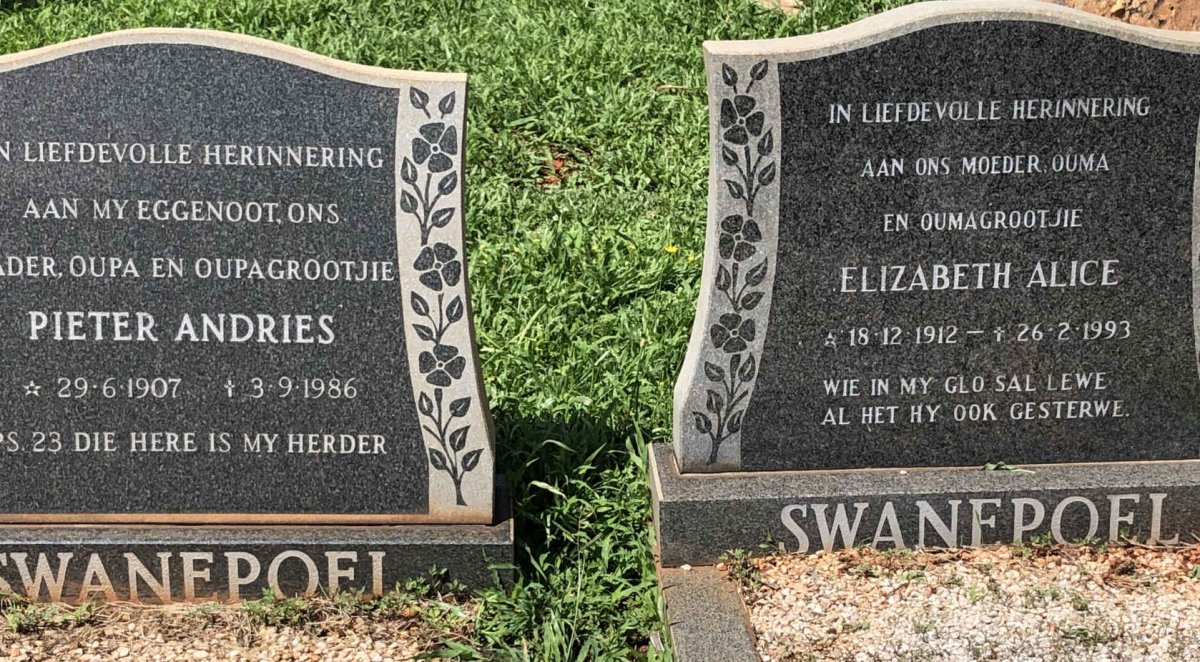 N LIEFDEVOLLE HERINNERING
AAN MY EGGENOOT, ONS
ADER, OUPA EN OUPAGROOTJIE
PIETER ANDRIES
☆ 29·6·1907 † 3·9·1986
PS. 23 DIE HERE IS MY HERDER
SWANEPOEL
IN LIEFDEVOLLE HERINNERING
AAN ONS MOEDER, OUMA
EN OUMAGROOTJIE
ELIZABETH ALICE
☆ 18·12·1912 – † 26·2·1993
WIE IN MY GLO SAL LEWE
AL HET HY OOK GESTERWE.
SWANEPOEL